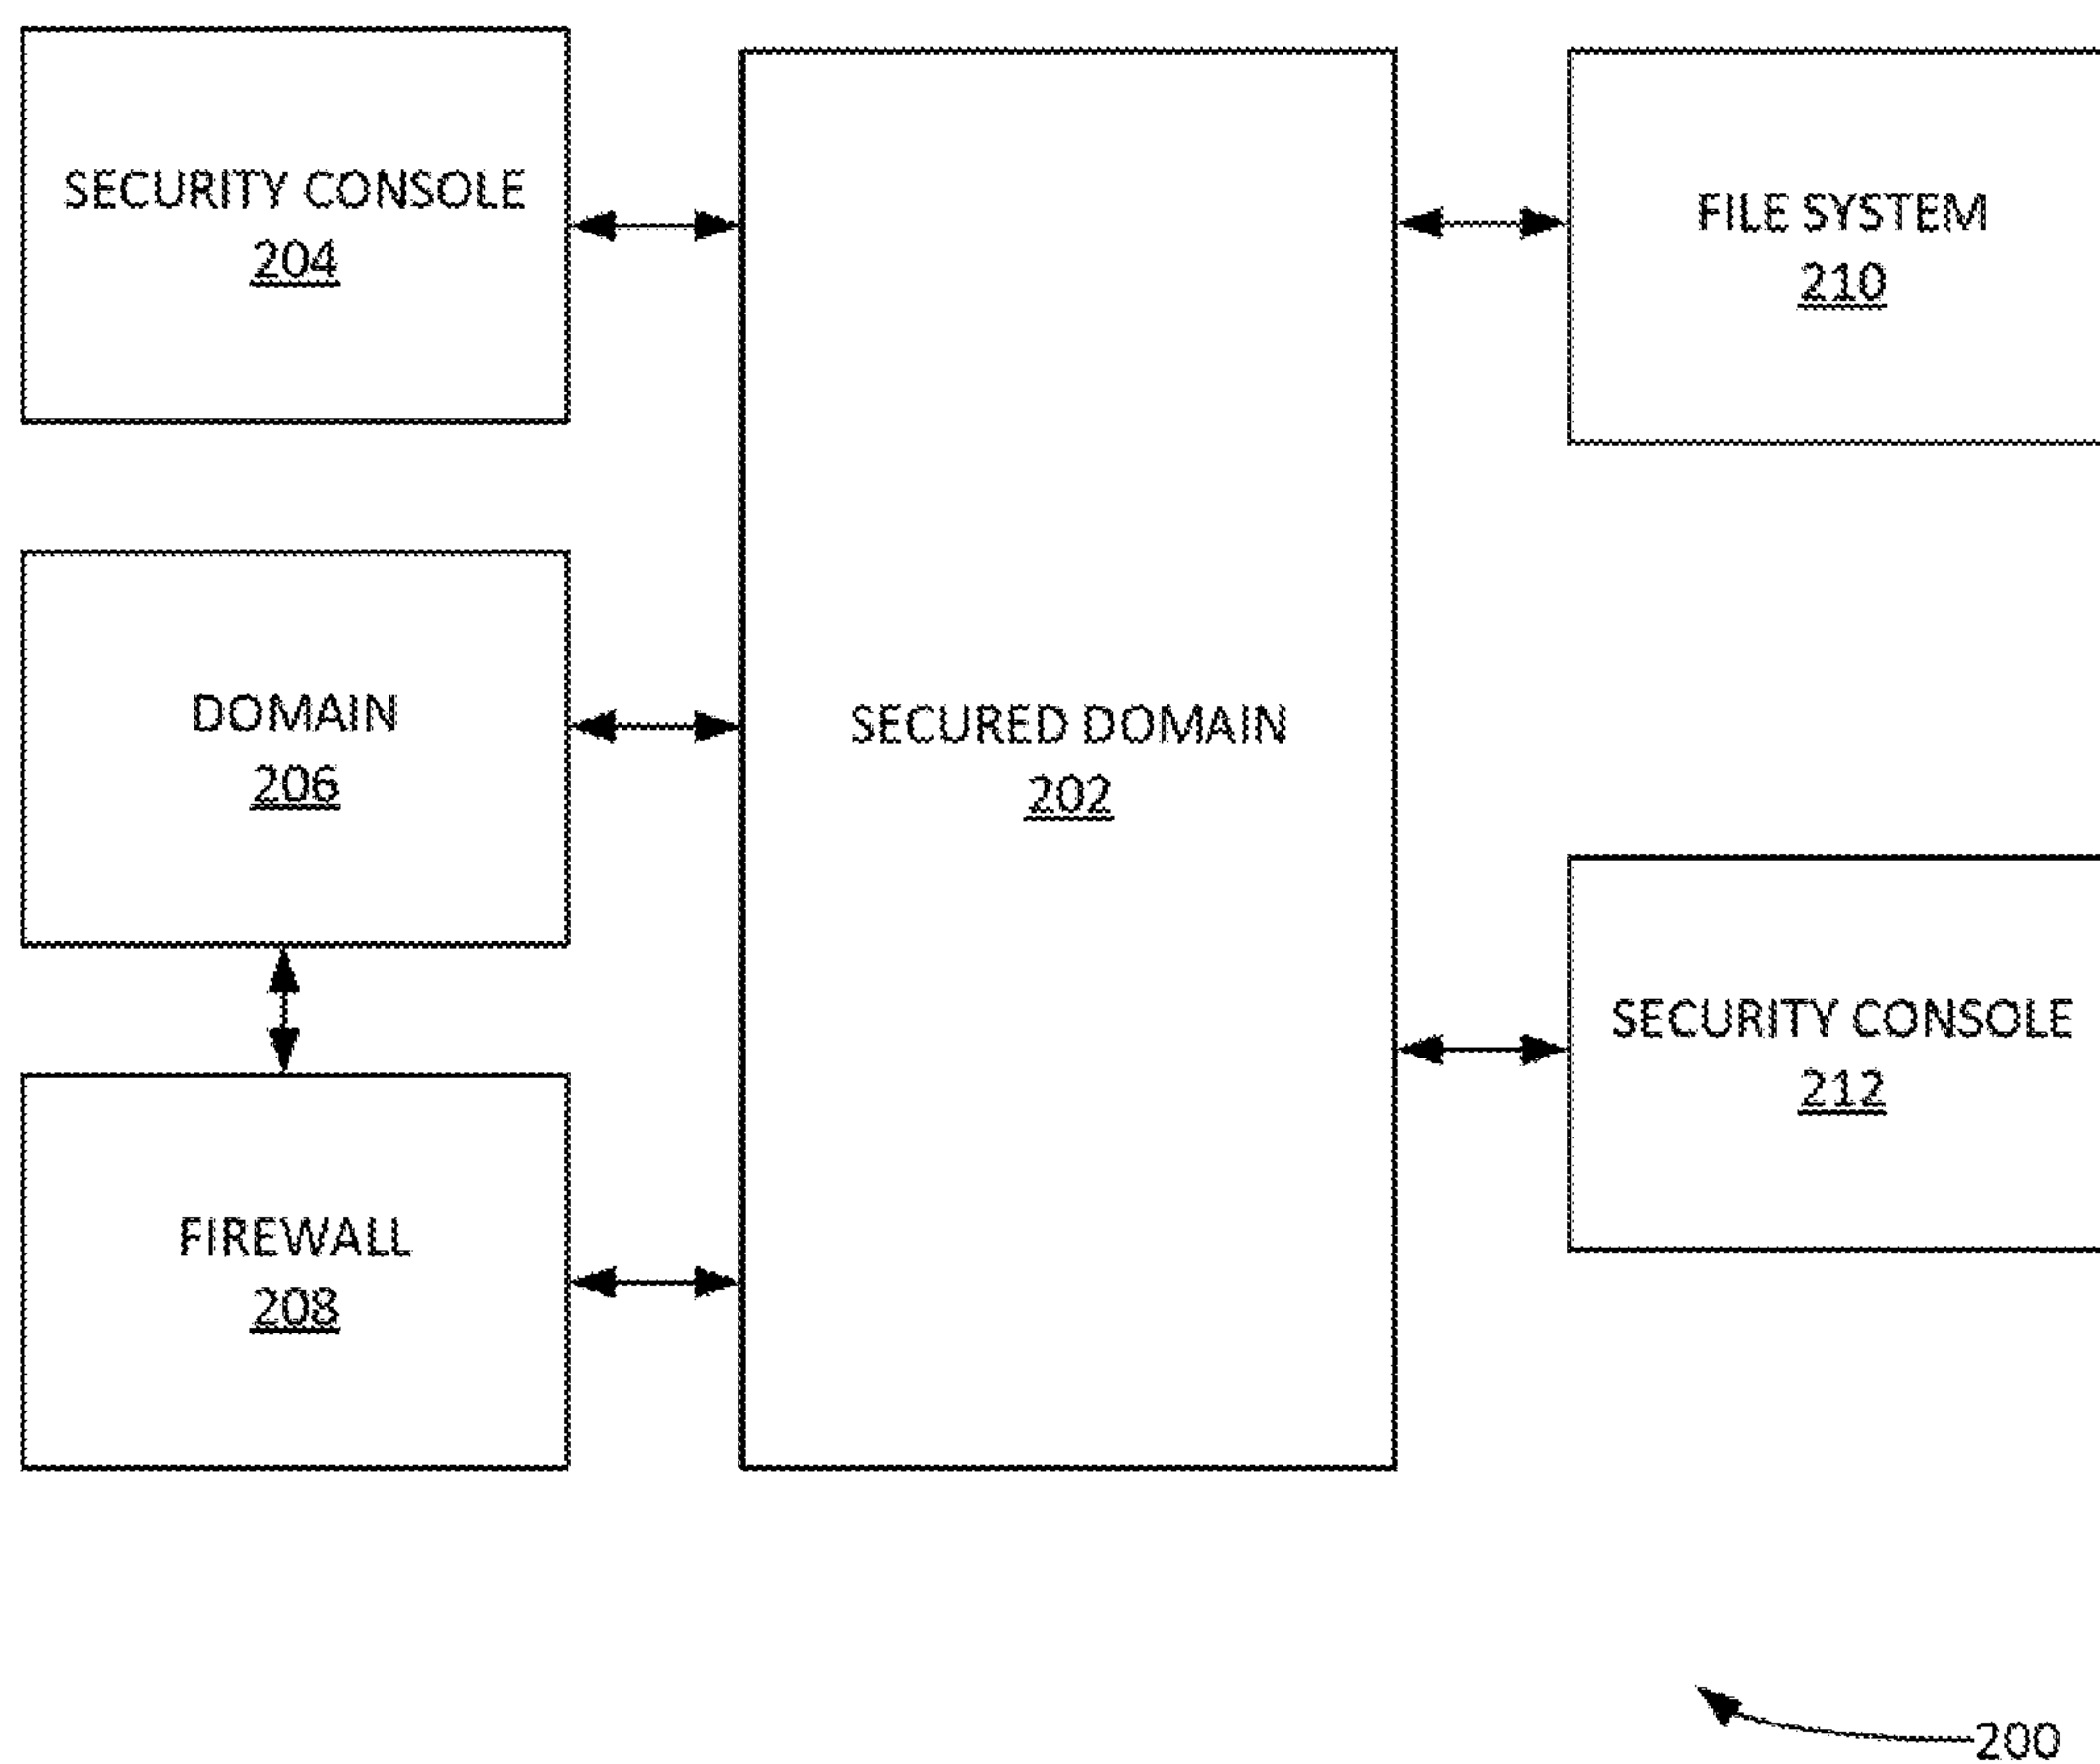 SECURITY CONSOLE
204
DOMAIN
206
FIREWALL
208
SECURED DOMAIN
202
FILE SYSTEM
210
SECURITY CONSOLE
212
200